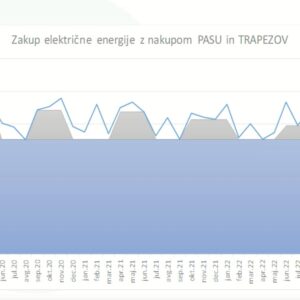 Zakup električne energije z nakupom PASU in TRAPEZOV
jun.20
jul.20
avg.20
sep.20
okt.20
nov.20
dec.20
jan.21
feb.21
mar.21
apr.21
maj.21
jun.21
jul.21
avg.21
sep.21
okt.21
nov.21
dec.21
jan.22
feb.22
mar.22
apr.22
maj.22
jun.22
jul.22